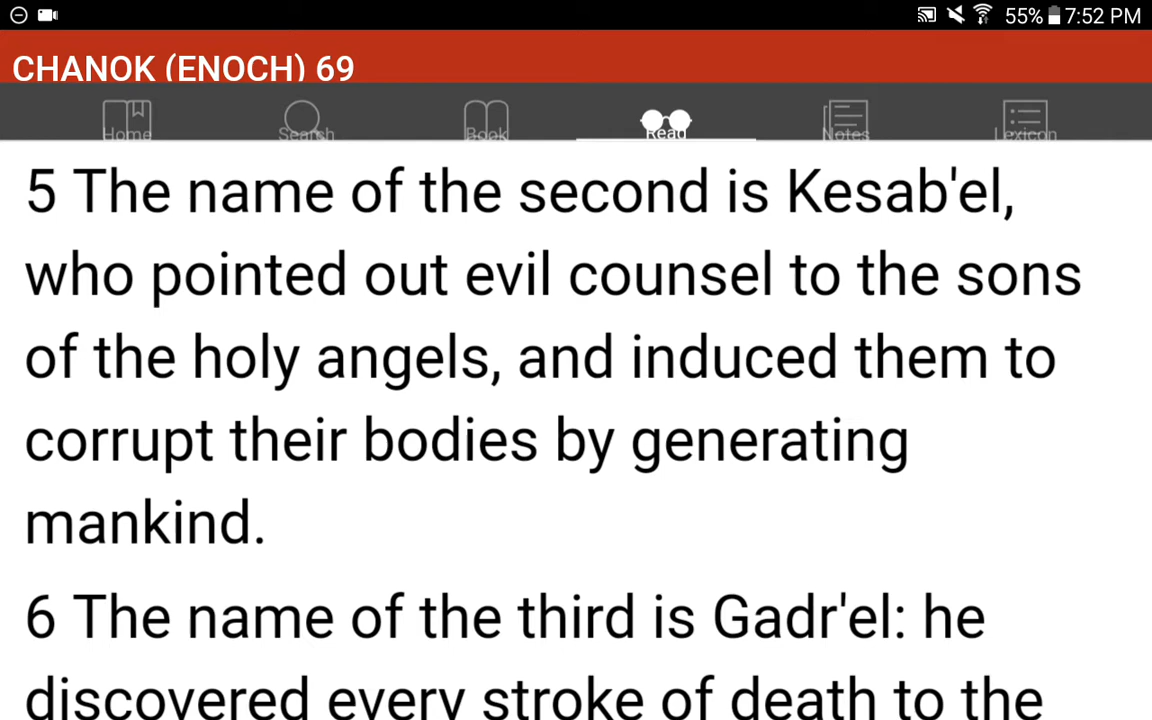 55% 7:52 PM
CHANOK (ENOCH) 69
Home Search Book Read Notes Lexicon
5 The name of the second is Kesab'el,
who pointed out evil counsel to the sons
of the holy angels, and induced them to
corrupt their bodies by generating
mankind.
6 The name of the third is Gadr'el: he
discovered every stroke of death to the